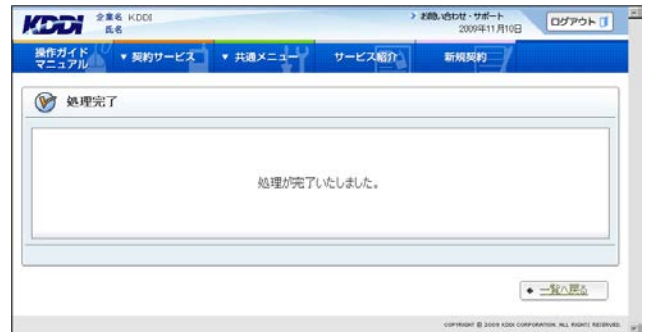 KDDI
企業名 KDDI
氏名
お問い合わせ・サポート
2009年11月10日
ログアウト
操作ガイド
マニュアル
▼ 契約サービス
▼ 共通メニュー
サービス紹介
新規契約
処理完了
処理が完了いたしました。
◆ 一覧へ戻る
COPYRIGHT © 2009 KDDI CORPORATION. ALL RIGHTS RESERVED.